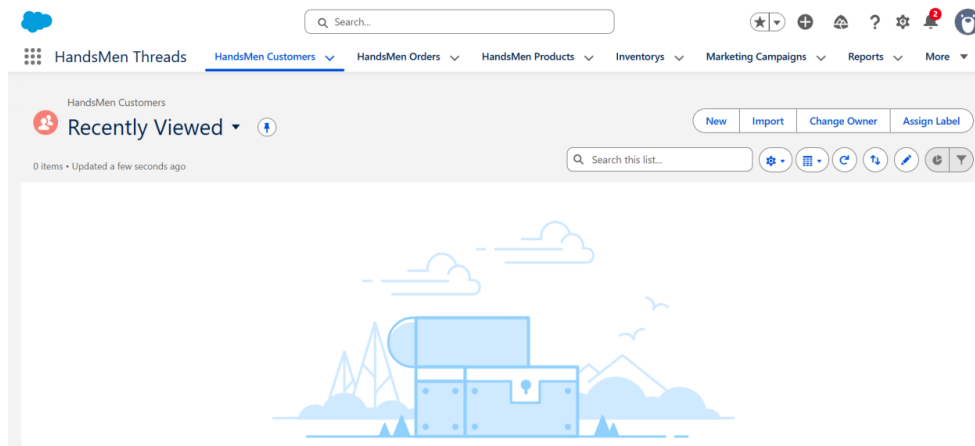 Search...
2
HandsMen Threads
HandsMen Customers
HandsMen Orders
HandsMen Products
Inventorys
Marketing Campaigns
Reports
More
HandsMen Customers
Recently Viewed
New
Import
Change Owner
Assign Label
0 items • Updated a few seconds ago
Search this list...